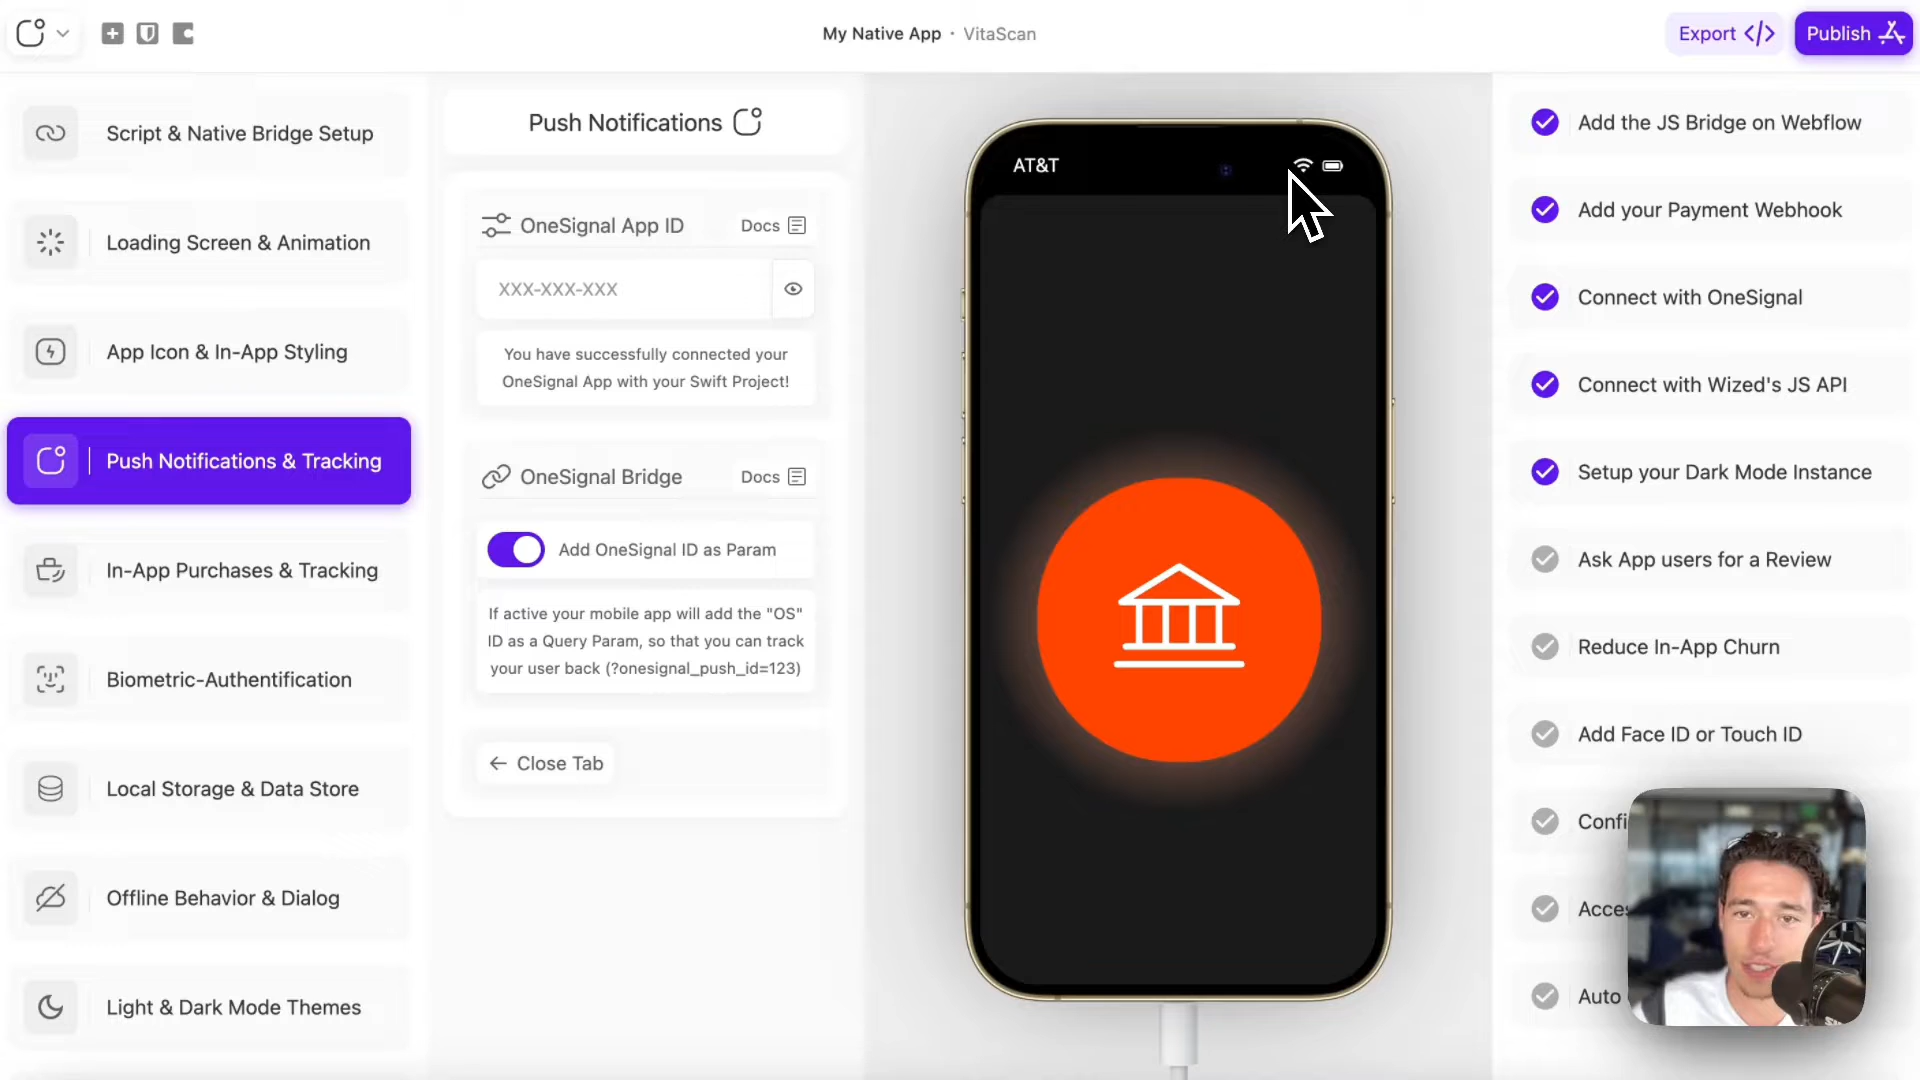 My Native App • VitaScan
Export </>
Publish
Script & Native Bridge Setup
Loading Screen & Animation
App Icon & In-App Styling
Push Notifications & Tracking
In-App Purchases & Tracking
Biometric-Authentification
Local Storage & Data Store
Offline Behavior & Dialog
Light & Dark Mode Themes
Push Notifications
OneSignal App ID
Docs
XXX-XXX-XXX
You have successfully connected your
OneSignal App with your Swift Project!
OneSignal Bridge
Docs
Add OneSignal ID as Param
If active your mobile app will add the "OS"
ID as a Query Param, so that you can track
your user back (?onesignal_push_id=123)
← Close Tab
AT&T
Add the JS Bridge on Webflow
Add your Payment Webhook
Connect with OneSignal
Connect with Wized's JS API
Setup your Dark Mode Instance
Ask App users for a Review
Reduce In-App Churn
Add Face ID or Touch ID
Confi
Acce
Auto